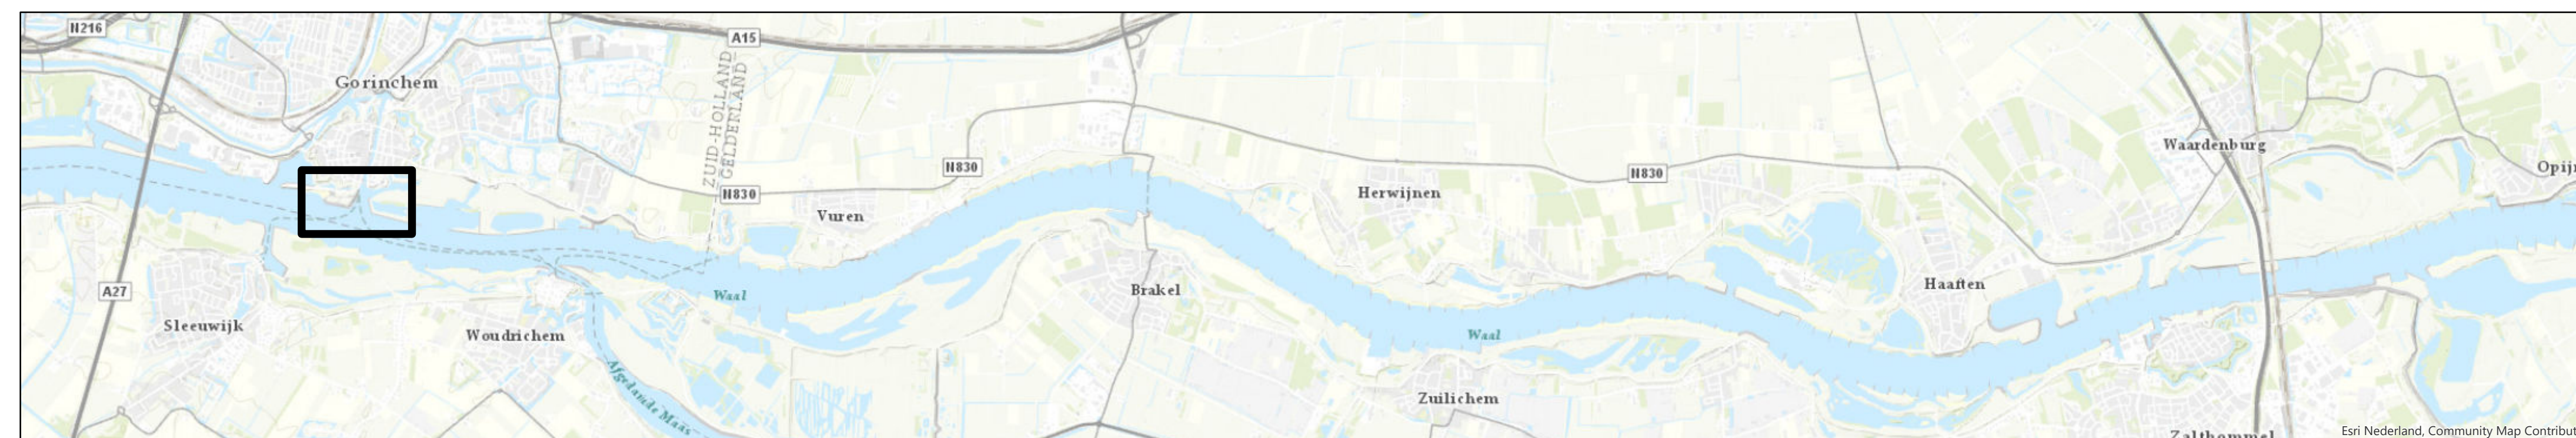 N216
A15
Gorinchem
ZUID-HOLLAND
GELDERLAND
Waardenburg
N830
N830
N830
Opij
Herwijnen
Vuren
A27
Waal
Brakel
Haaften
Sleeuwijk
Woudrichem
Waal
Afgedamde Maas
Zuilichem
Zaltbommel
Esri Nederland, Community Map Contribut